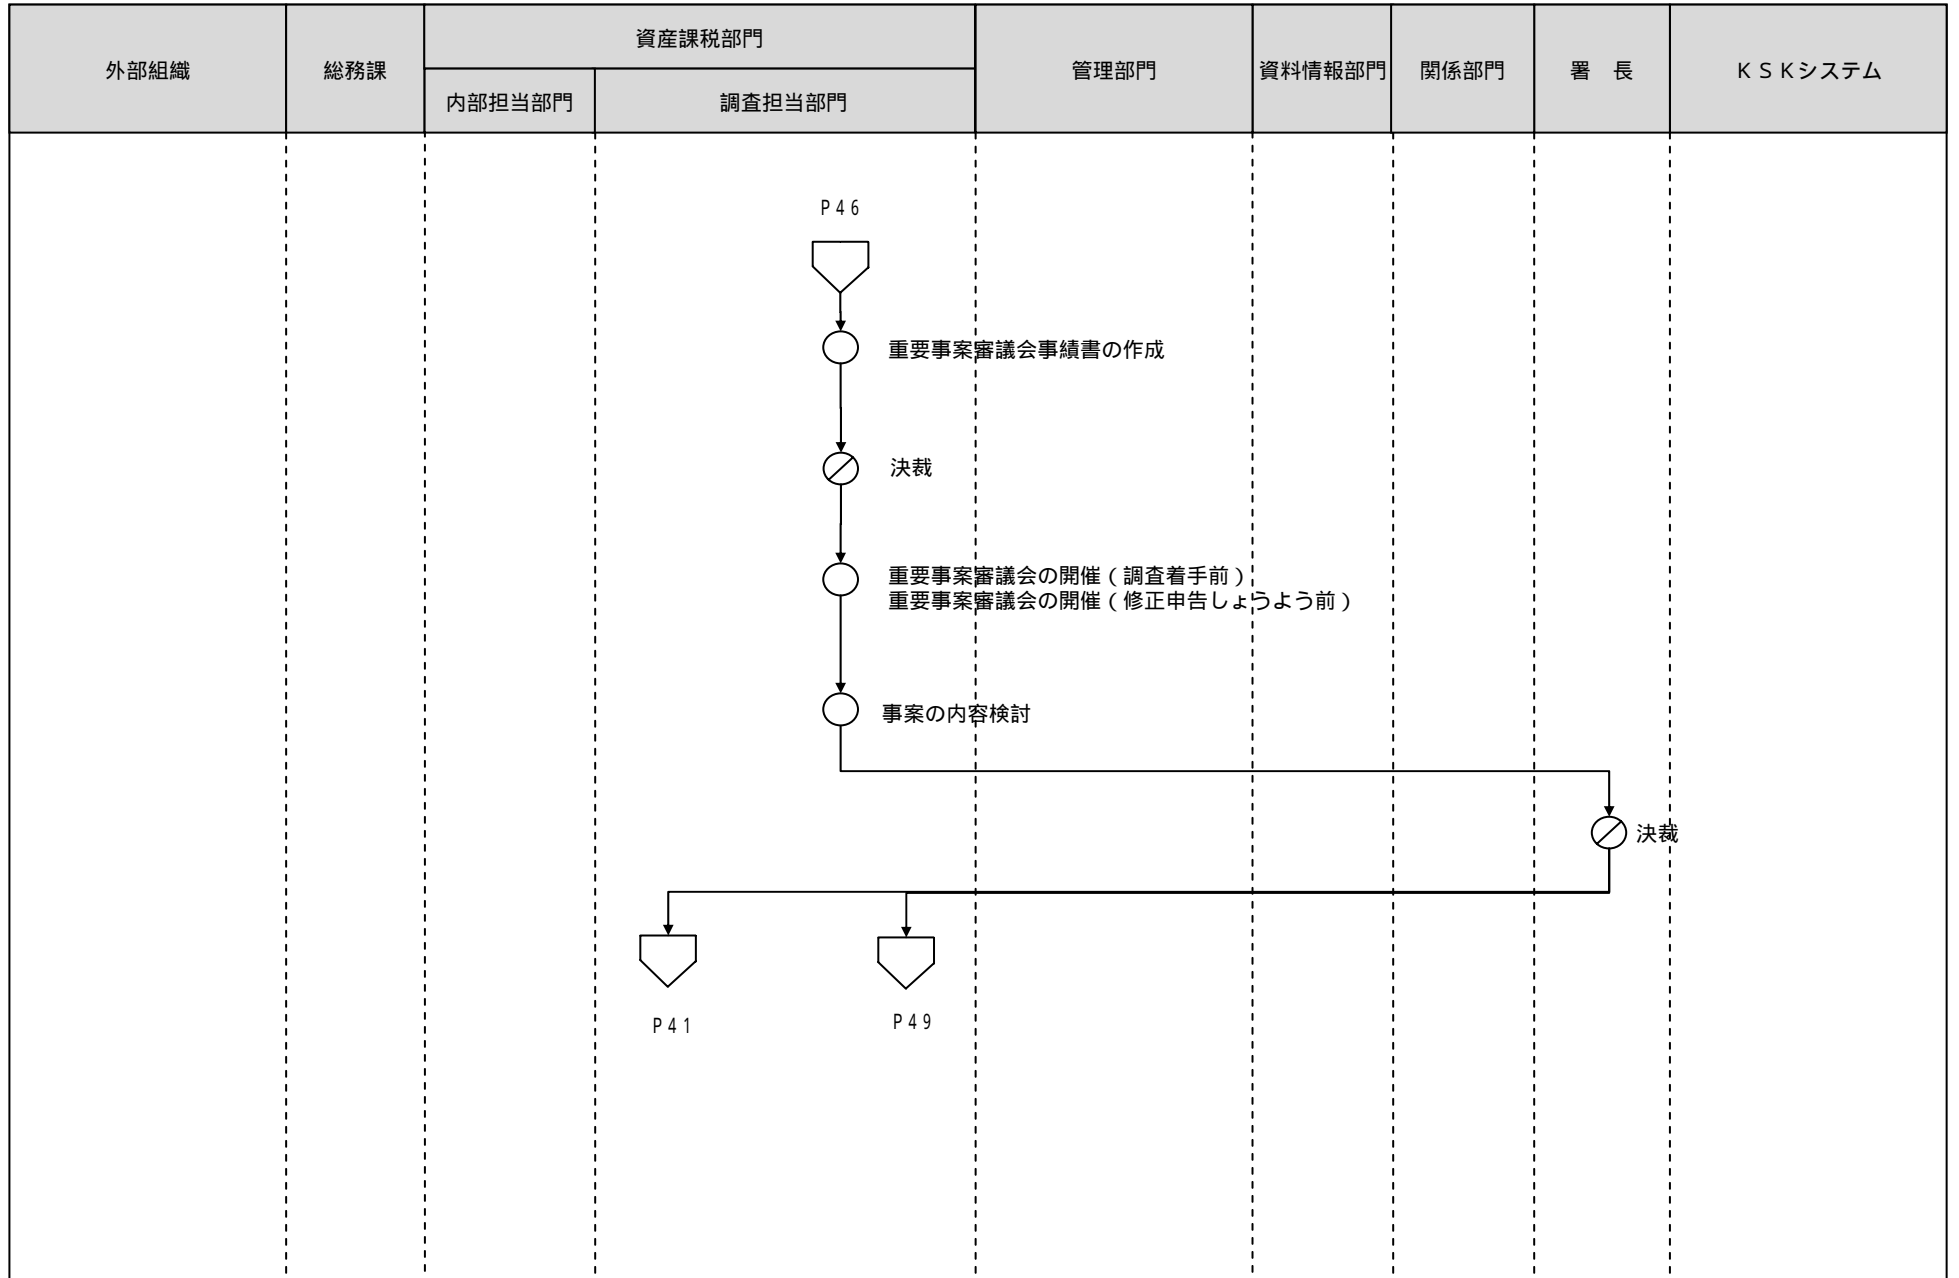 外部組織
総務課
資産課税部門
内部担当部門
調査担当部門
管理部門
資料情報部門
関係部門
署　長
ＫＳＫシステム
Ｐ４６
重要事案審議会事績書の作成
決裁
重要事案審議会の開催（調査着手前）
重要事案審議会の開催（修正申告しょうよう前）
事案の内容検討
決裁
Ｐ４１
Ｐ４９